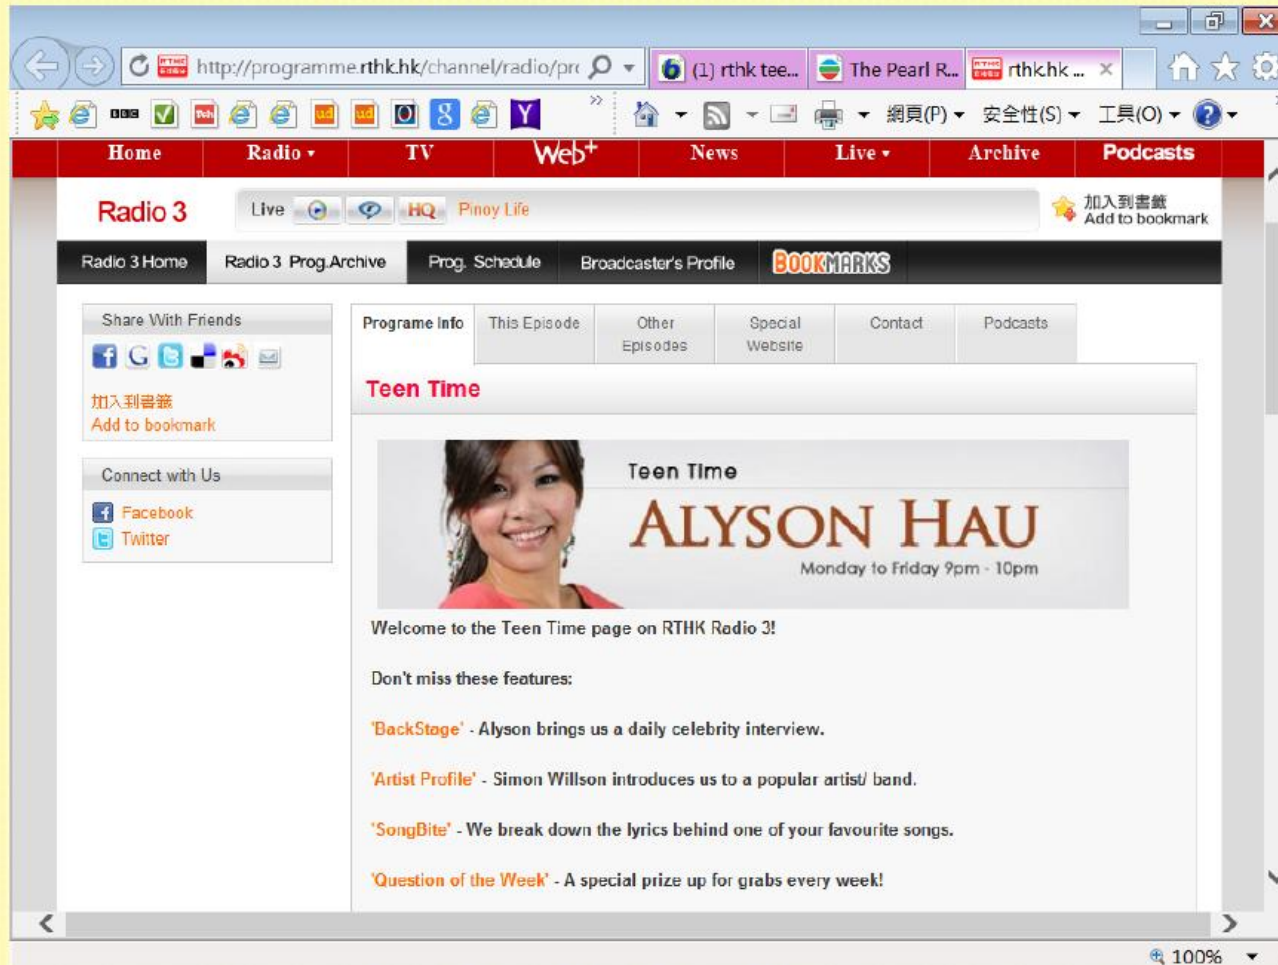 http://programme.rthk.hk/channel/radio/pro
(1) rthk tee...
The Pearl R...
rthk.hk ...
BBC
網頁(P)
安全性(S)
工具(O)
Home Radio TV Web+ News Live Archive Podcasts
Radio 3
Live HQ Pinoy Life
加入到書籤
Add to bookmark
Radio 3 Home Radio 3 Prog.Archive Prog. Schedule Broadcaster's Profile BOOKMARKS
Share With Friends
加入到書籤
Add to bookmark
Connect with Us
Facebook
Twitter
Programe Info This Episode Other Episodes Special Website Contact Podcasts
Teen Time
Teen Time
ALYSON HAU
Monday to Friday 9pm - 10pm
Welcome to the Teen Time page on RTHK Radio 3!
Don't miss these features:
'BackStage' - Alyson brings us a daily celebrity interview.
'Artist Profile' - Simon Willson introduces us to a popular artist/ band.
'SongBite' - We break down the lyrics behind one of your favourite songs.
'Question of the Week' - A special prize up for grabs every week!
100%